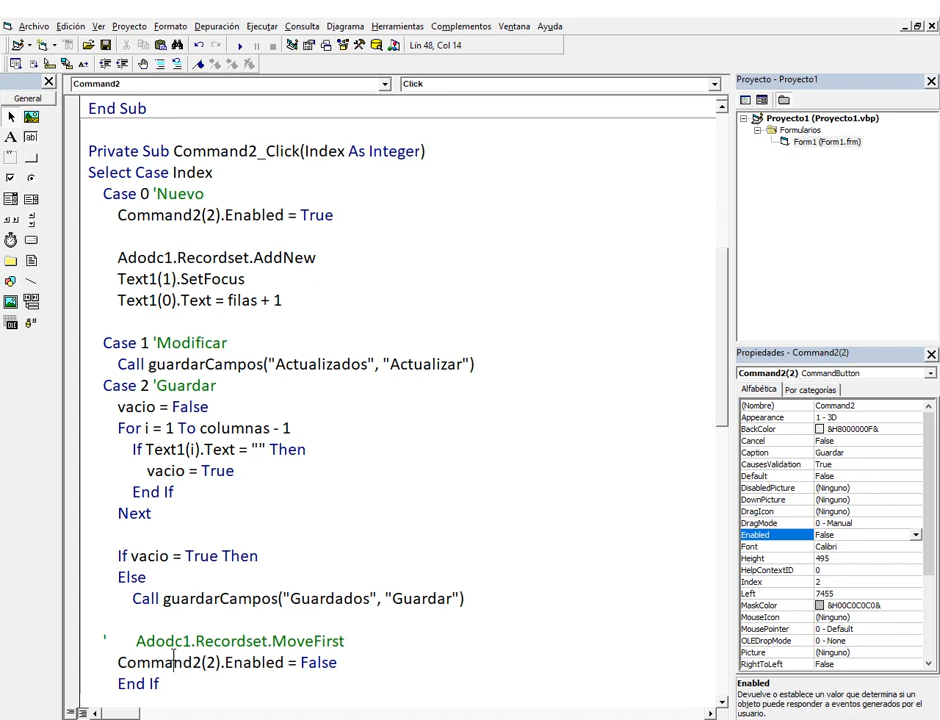 Archivo Edición Ver Proyecto Formato Depuración Ejecutar Consulta Diagrama Herramientas Complementos Ventana Ayuda
Lín 48, Col 14
General
Command2 Click
End Sub
Private Sub Command2_Click(Index As Integer)
Select Case Index
Case 0 'Nuevo
Command2(2).Enabled = True
Adodc1.Recordset.AddNew
Text1(1).SetFocus
Text1(0).Text = filas + 1
Case 1 'Modificar
Call guardarCampos("Actualizados", "Actualizar")
Case 2 'Guardar
vacio = False
For i = 1 To columnas - 1
If Text1(i).Text = "" Then
vacio = True
End If
Next
If vacio = True Then
Else
Call guardarCampos("Guardados", "Guardar")
' Adodc1.Recordset.MoveFirst
Command2(2).Enabled = False
End If
Proyecto - Proyecto1
Proyecto1 (Proyecto1.vbp)
Formularios
Form1 (Form1.frm)
Propiedades - Command2(2)
Command2(2) CommandButton
Alfabética Por categorías
(Nombre) Command2
Appearance 1 - 3D
BackColor &H8000000F&
Cancel False
Caption Guardar
CausesValidation True
Default False
DisabledPicture (Ninguno)
DownPicture (Ninguno)
DragIcon (Ninguno)
DragMode 0 - Manual
Enabled False
Font Calibri
Height 495
HelpContextID 0
Index 2
Left 7455
MaskColor &H00C0C0C0&
MouseIcon (Ninguno)
MousePointer 0 - Default
OLEDropMode 0 - None
Picture (Ninguno)
RightToLeft False
Enabled
Devuelve o establece un valor que determina si un
objeto puede responder a eventos generados por el
usuario.